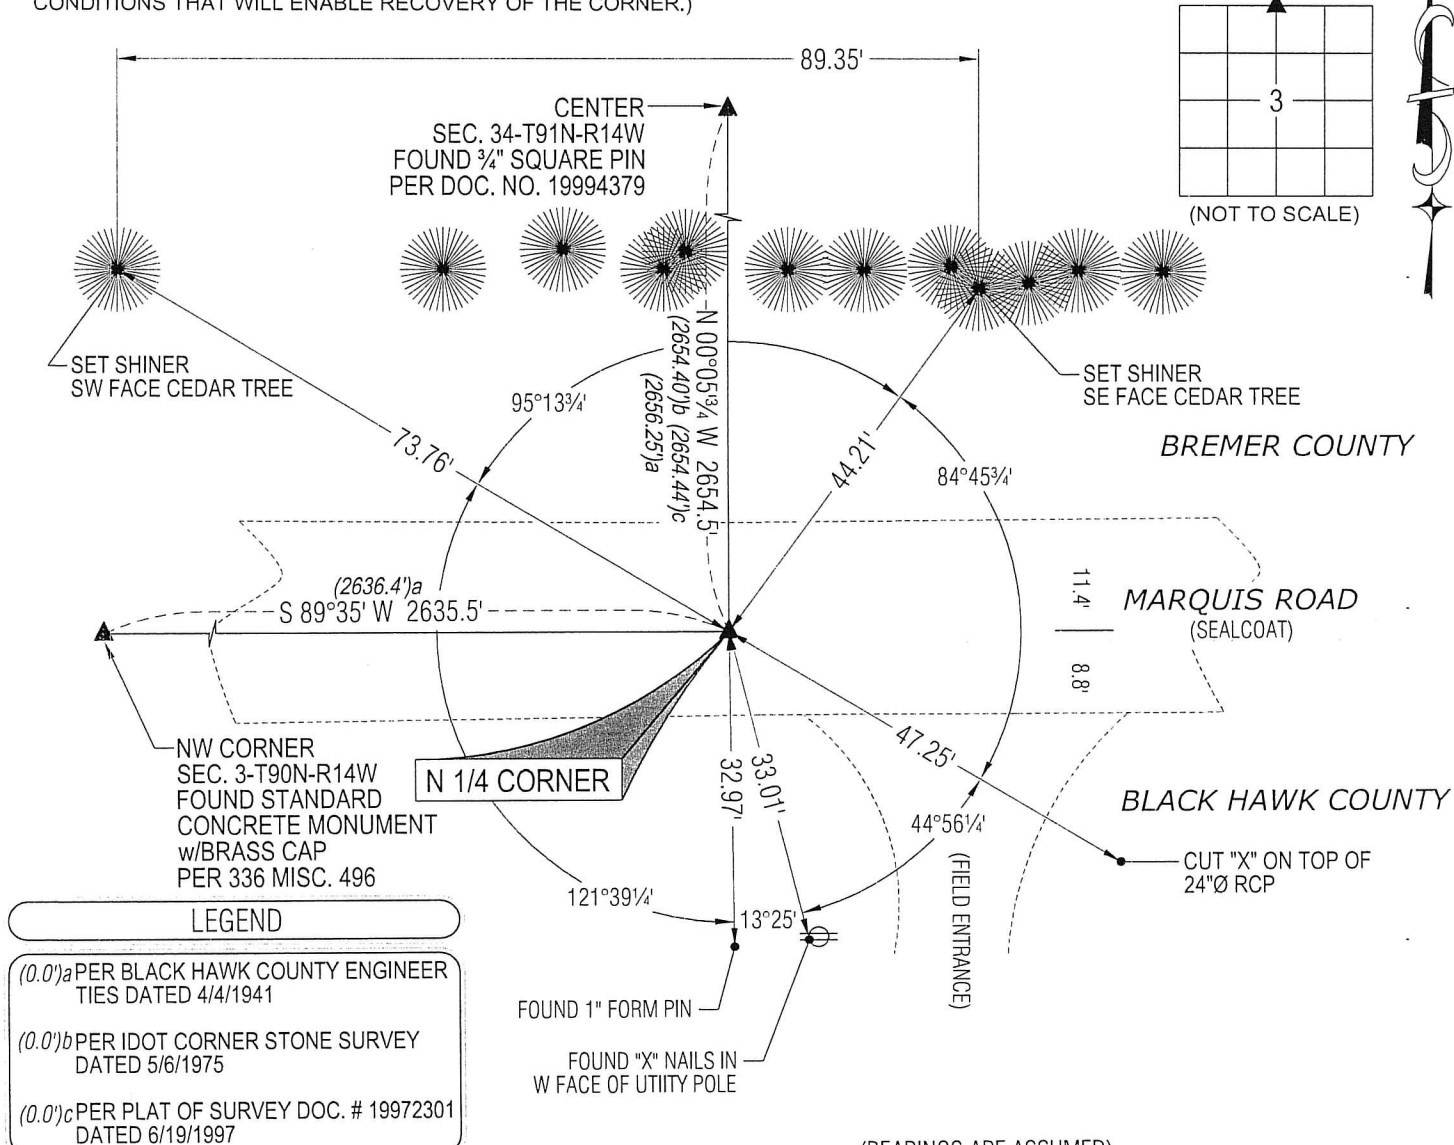 CONDITIONS THAT WILL ENABLE RECOVERY OF THE CORNER.)
89.35'
CENTER
SEC. 34-T91N-R14W
FOUND ¾" SQUARE PIN
PER DOC. NO. 19994379
3
(NOT TO SCALE)
SET SHINER
SW FACE CEDAR TREE
SET SHINER
SE FACE CEDAR TREE
95°13¾'
73.76'
N 00°05'¾ W 2654.5'
(2654.40')b (2654.44')c
(2656.25')a
44.21'
84°45¾'
BREMER COUNTY
(2636.4')a
S 89°35' W 2635.5'
11.4'
8.8'
MARQUIS ROAD
(SEALCOAT)
NW CORNER
SEC. 3-T90N-R14W
FOUND STANDARD
CONCRETE MONUMENT
w/BRASS CAP
PER 336 MISC. 496
N 1/4 CORNER
32.97'
33.01'
47.25'
BLACK HAWK COUNTY
44°56¼'
(FIELD ENTRANCE)
CUT "X" ON TOP OF
24"Ø RCP
121°39¼'
13°25'
FOUND 1" FORM PIN
FOUND "X" NAILS IN
W FACE OF UTIITY POLE
LEGEND
(0.0')a PER BLACK HAWK COUNTY ENGINEER
TIES DATED 4/4/1941
(0.0')b PER IDOT CORNER STONE SURVEY
DATED 5/6/1975
(0.0')c PER PLAT OF SURVEY DOC. # 19972301
DATED 6/19/1997
(BEARINGS ARE ASSUMED)